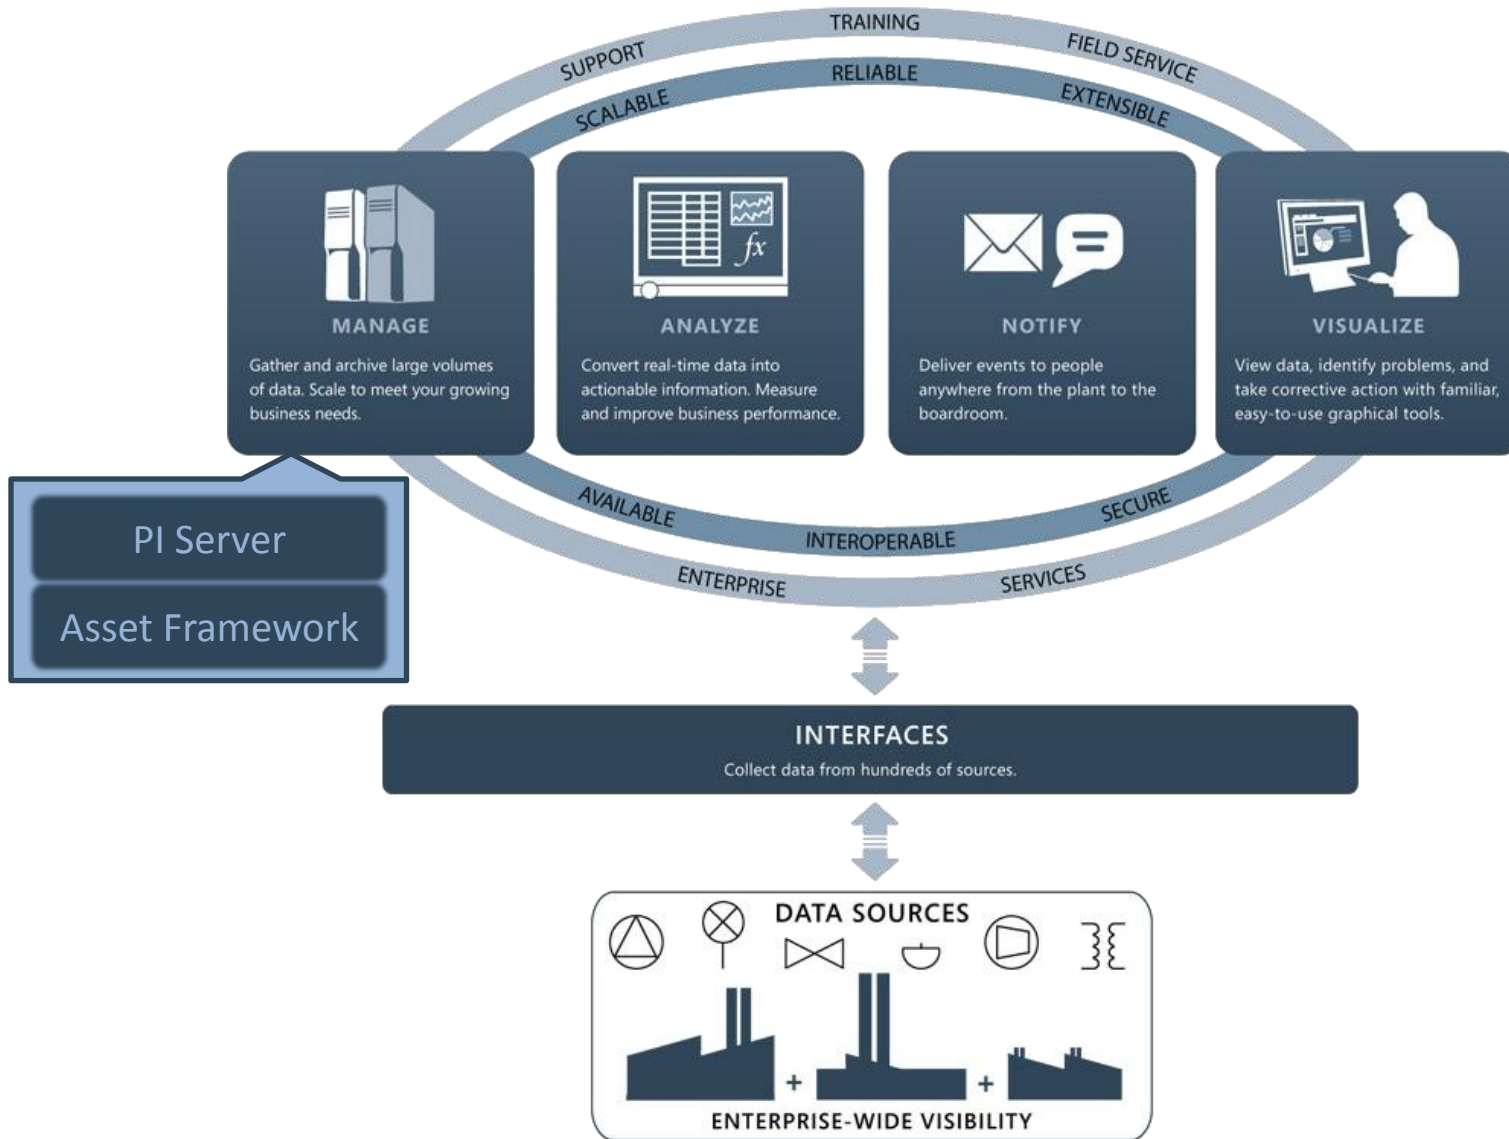 TRAINING
SUPPORT
FIELD SERVICE
RELIABLE
SCALABLE
EXTENSIBLE
fx
MANAGE
Gather and archive large volumes
of data. Scale to meet your growing
business needs.
ANALYZE
Convert real-time data into
actionable information. Measure
and improve business performance.
NOTIFY
Deliver events to people
anywhere from the plant to the
boardroom.
VISUALIZE
View data, identify problems, and
take corrective action with familiar,
easy-to-use graphical tools.
PI Server
Asset Framework
AVAILABLE
INTEROPERABLE
SECURE
ENTERPRISE
SERVICES
INTERFACES
Collect data from hundreds of sources.
DATA SOURCES
+ +
ENTERPRISE-WIDE VISIBILITY